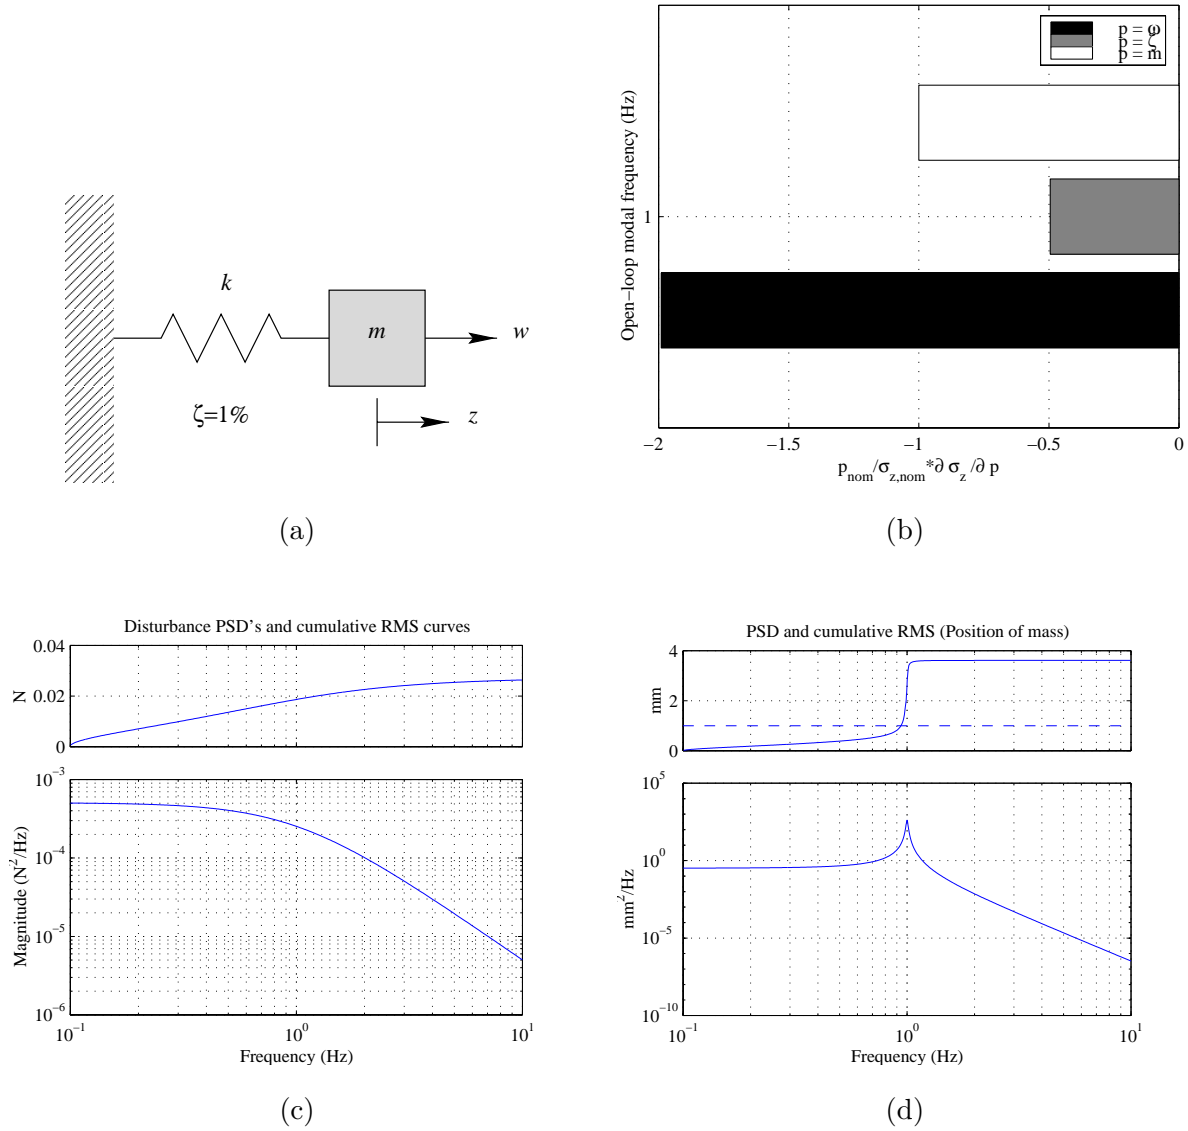 k
m
w
ζ=1%
z
(a)
p = ω
p = ζ
p = m
Open−loop modal frequency (Hz)
1
−2 −1.5 −1 −0.5 0
p_nom/σ_z,nom*∂ σ_z /∂ p
(b)
Disturbance PSD's and cumulative RMS curves
0.04
0.02
0
N
10^−3
10^−4
10^−5
10^−6
Magnitude (N^2/Hz)
10^−1 10^0 10^1
Frequency (Hz)
(c)
PSD and cumulative RMS (Position of mass)
4
2
0
mm
10^5
10^0
10^−5
10^−10
mm^2/Hz
10^−1 10^0 10^1
Frequency (Hz)
(d)